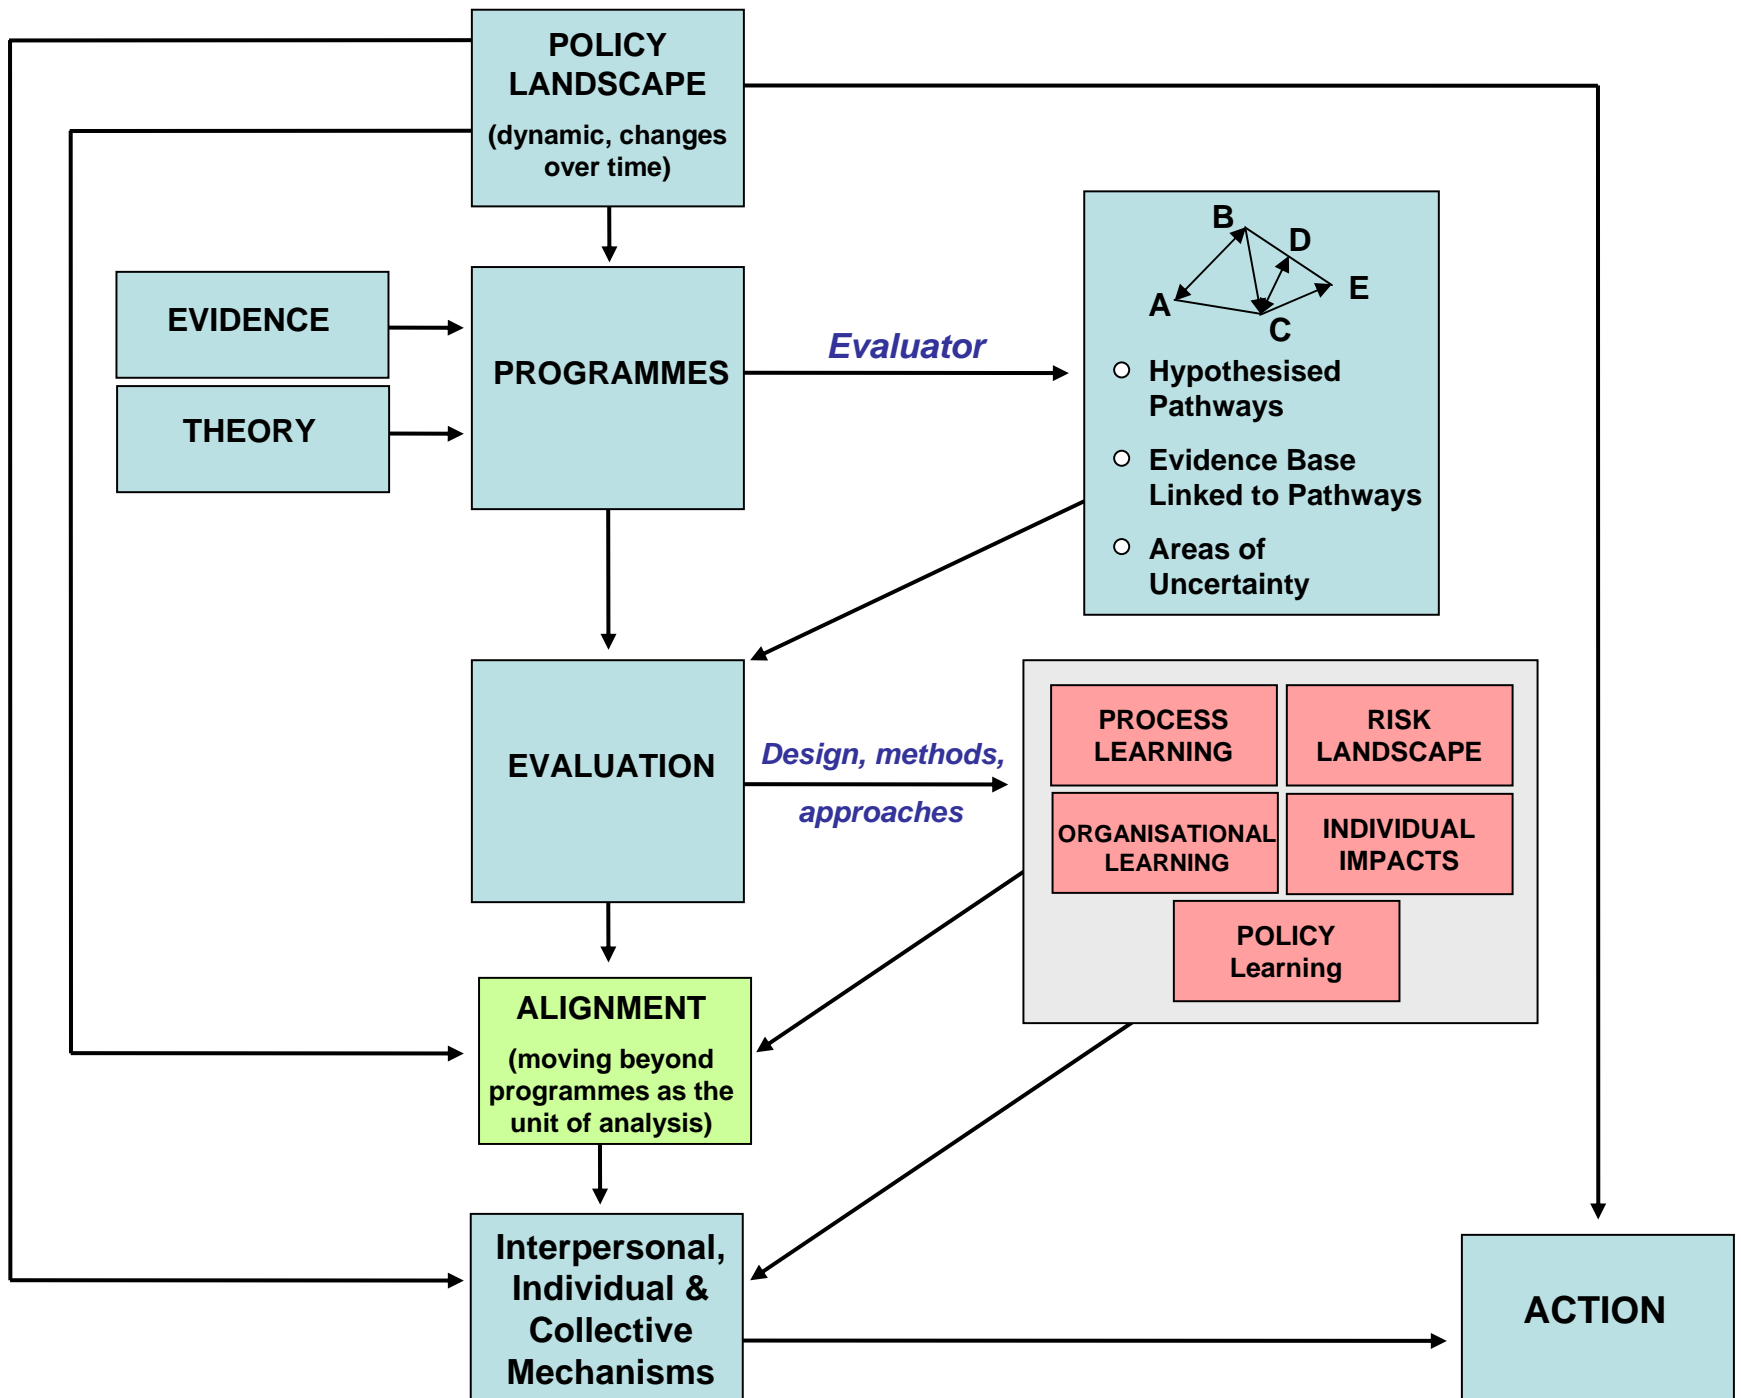 POLICY
LANDSCAPE
(dynamic, changes
over time)
B
D
A
E
C
EVIDENCE
THEORY
PROGRAMMES
Evaluator
Hypothesised
Pathways
Evidence Base
Linked to Pathways
Areas of
Uncertainty
EVALUATION
Design, methods,
approaches
PROCESS
LEARNING
RISK
LANDSCAPE
ORGANISATIONAL
LEARNING
INDIVIDUAL
IMPACTS
POLICY
Learning
ALIGNMENT
(moving beyond
programmes as the
unit of analysis)
Interpersonal,
Individual &
Collective
Mechanisms
ACTION